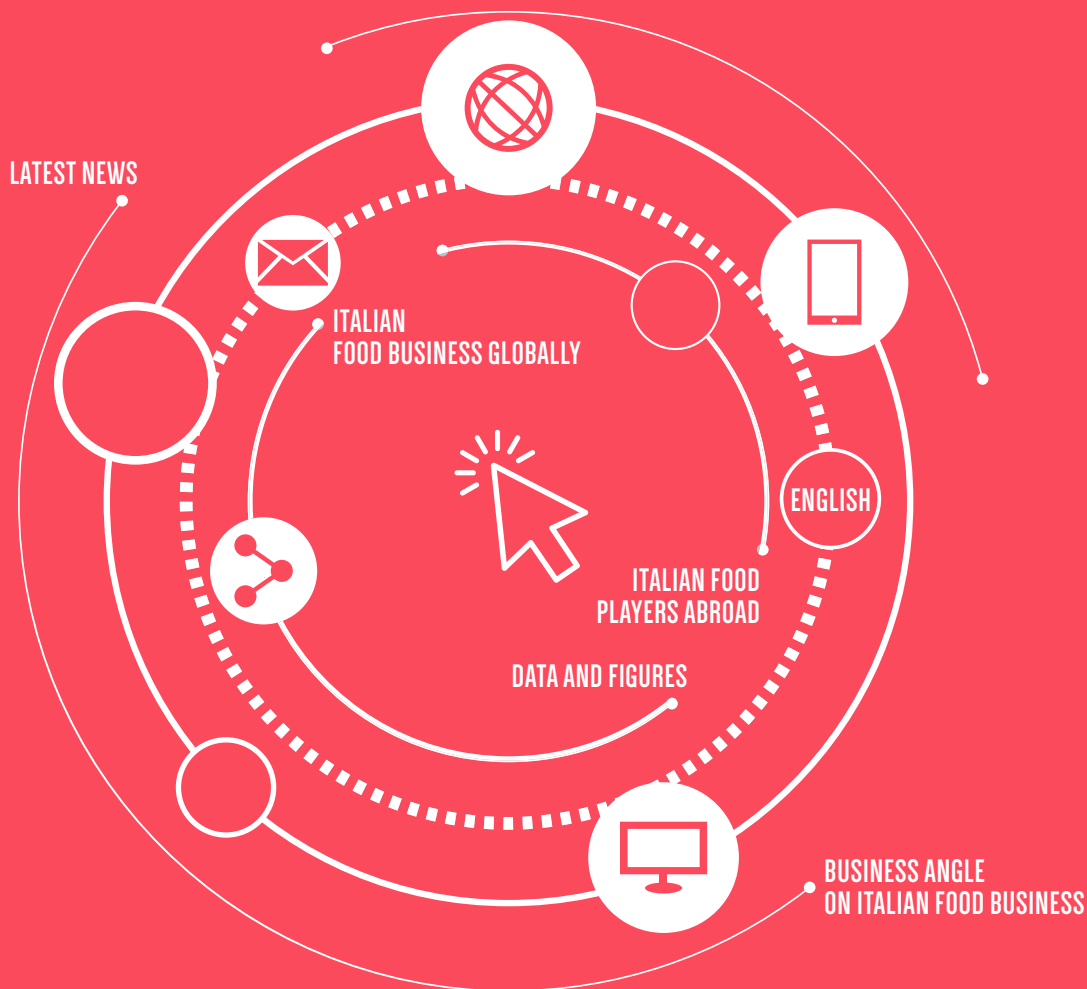 LATEST NEWS
ITALIAN
FOOD BUSINESS GLOBALLY
ENGLISH
ITALIAN FOOD
PLAYERS ABROAD
DATA AND FIGURES
BUSINESS ANGLE
ON ITALIAN FOOD BUSINESS